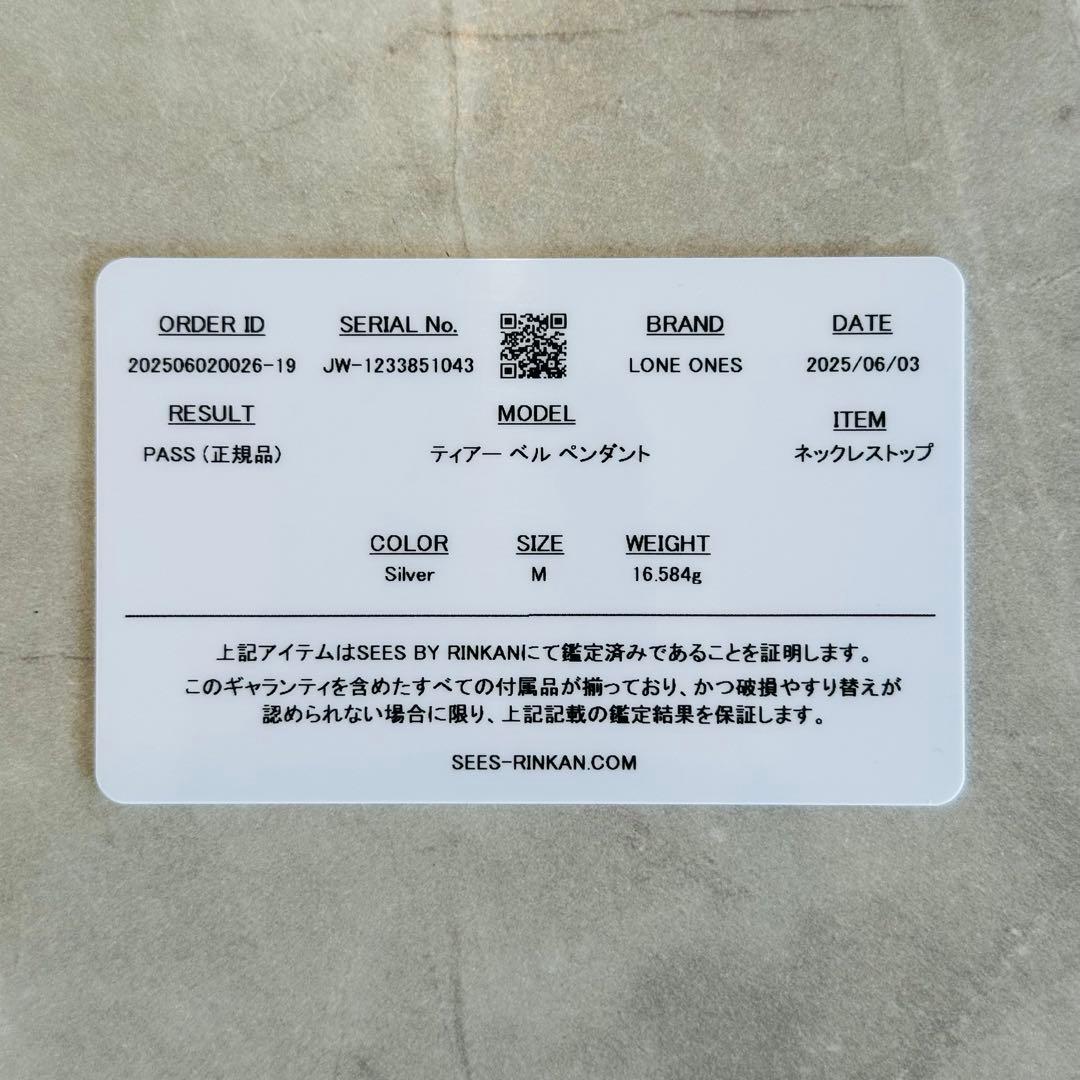 ORDER ID SERIAL No. BRAND DATE
202506020026-19 JW-1233851043 LONE ONES 2025/06/03
RESULT MODEL ITEM
PASS (正規品) ティアー ベル ペンダント ネックレストップ
COLOR SIZE WEIGHT
Silver M 16.584g
上記アイテムはSEES BY RINKANにて鑑定済みであることを証明します。
このギャランティを含めたすべての付属品が揃っており、かつ破損やすり替えが
認められない場合に限り、上記記載の鑑定結果を保証します。
SEES-RINKAN.COM